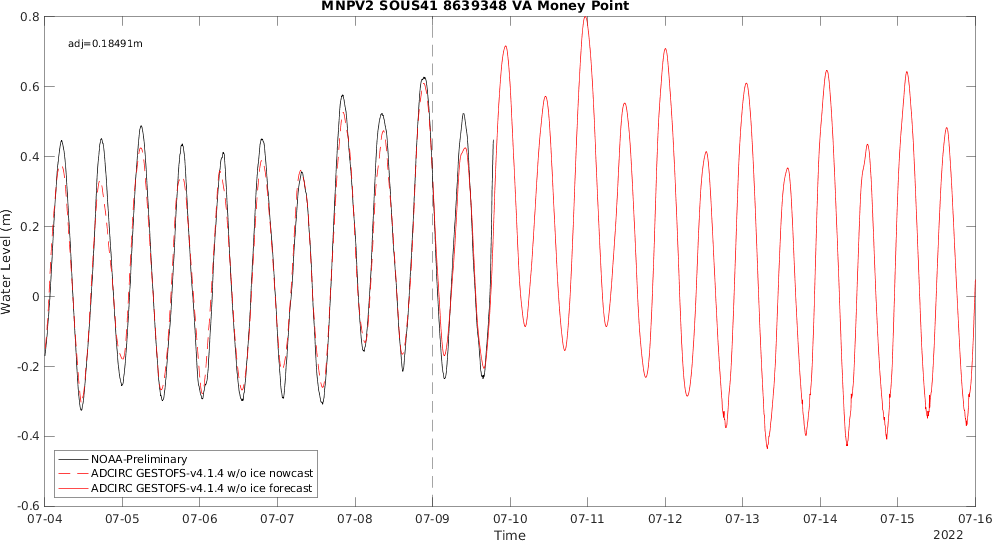 MNPV2 SOUS41 8639348 VA Money Point
adj=0.18491m
Water Level (m)
0.8
0.6
0.4
0.2
0
-0.2
-0.4
-0.6
NOAA-Preliminary
ADCIRC GESTOFS-v4.1.4 w/o ice nowcast
ADCIRC GESTOFS-v4.1.4 w/o ice forecast
07-04 07-05 07-06 07-07 07-08 07-09 07-10 07-11 07-12 07-13 07-14 07-15 07-16
Time
2022